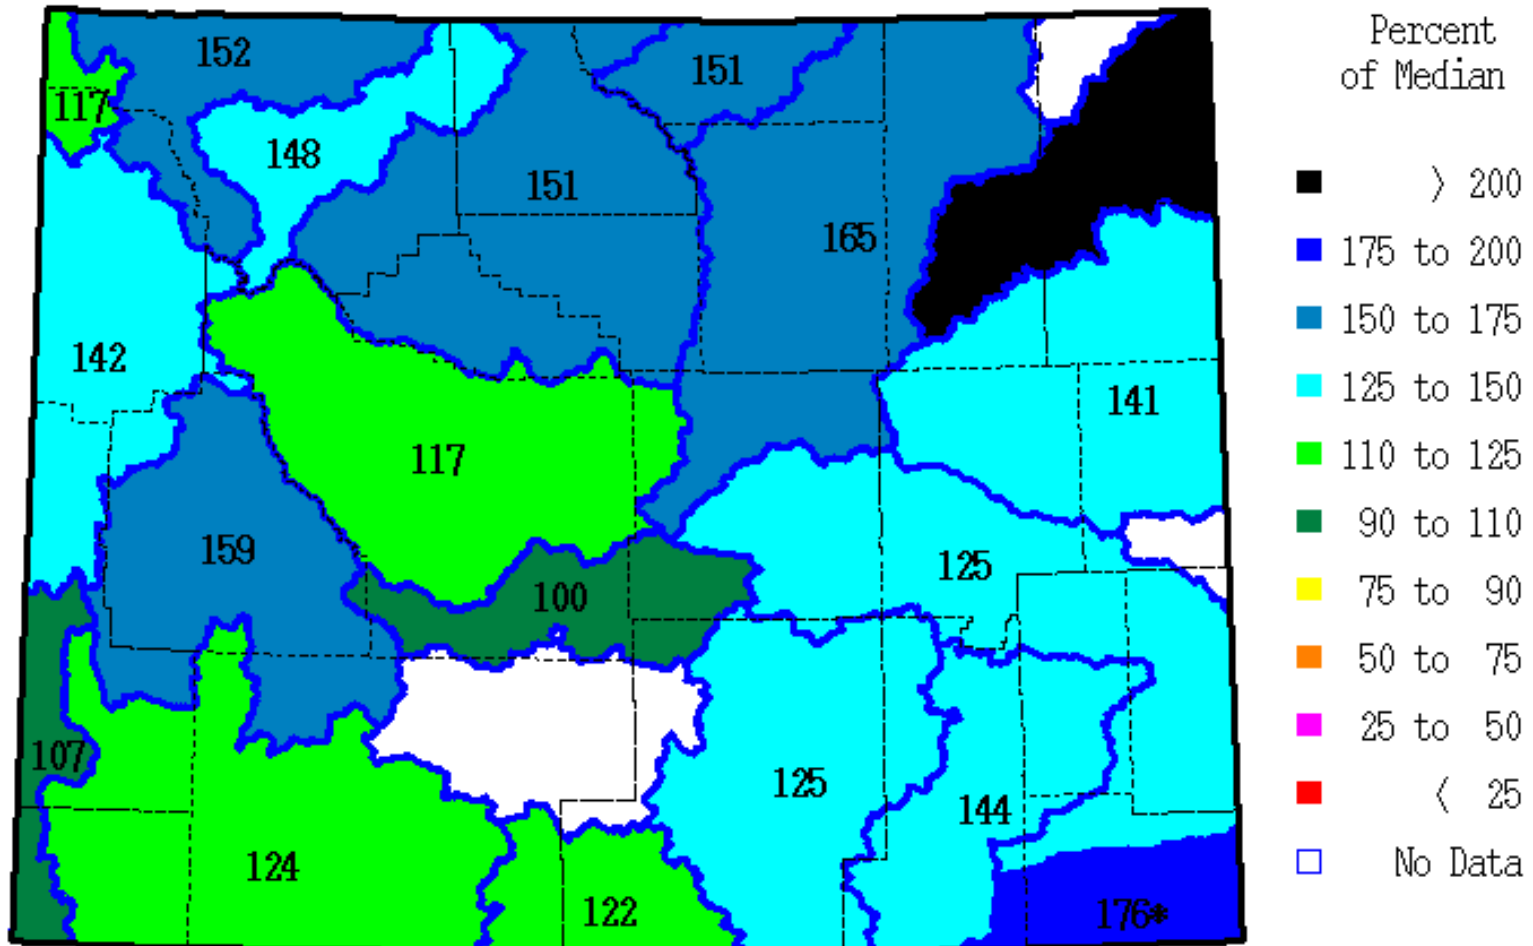 152
151
117
148
151
165
142
141
117
159
125
100
107
125
144
124
122
176*
Percent
of Median
> 200
175 to 200
150 to 175
125 to 150
110 to 125
90 to 110
75 to 90
50 to 75
25 to 50
< 25
No Data